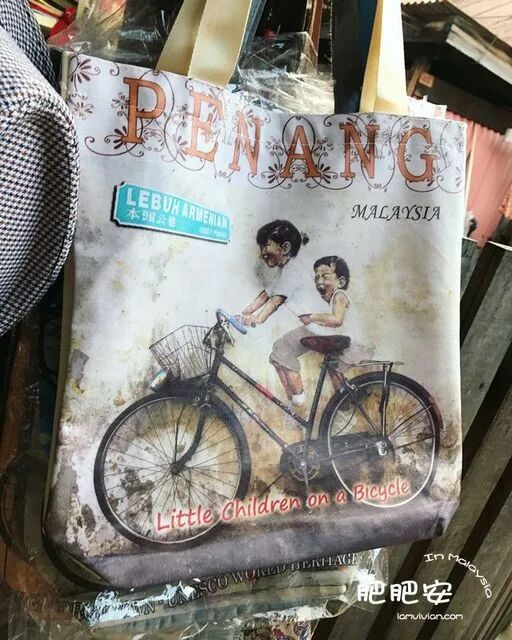 PENANG
MALAYSIA
LEBUH ARMENIAN
本頭公巷
Little Children on a Bicycle
UNESCO WORLD HERITAGE
In Malaysia
肥肥安
iamvivian.com